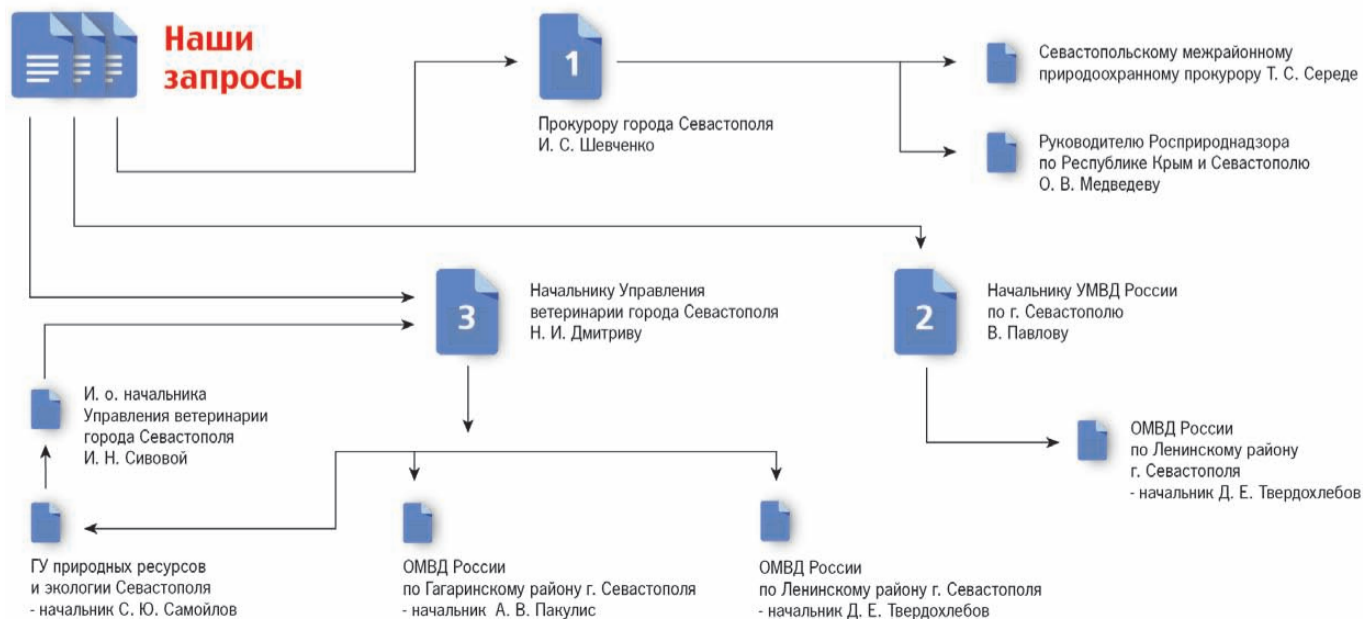 Наши
запросы
1
Прокурору города Севастополя
И. С. Шевченко
Севастопольскому межрайонному
природоохранному прокурору Т. С. Середе
Руководителю Росприроднадзора
по Республике Крым и Севастополю
О. В. Медведеву
3
Начальнику Управления
ветеринарии города Севастополя
Н. И. Дмитриву
2
Начальнику УМВД России
по г. Севастополю
В. Павлову
И. о. начальника
Управления ветеринарии
города Севастополя
И. Н. Сивовой
ОМВД России
по Ленинскому району
г. Севастополя
- начальник Д. Е. Твердохлебов
ГУ природных ресурсов
и экологии Севастополя
- начальник С. Ю. Самойлов
ОМВД России
по Гагаринскому району г. Севастополя
- начальник А. В. Пакулис
ОМВД России
по Ленинскому району г. Севастополя
- начальник Д. Е. Твердохлебов